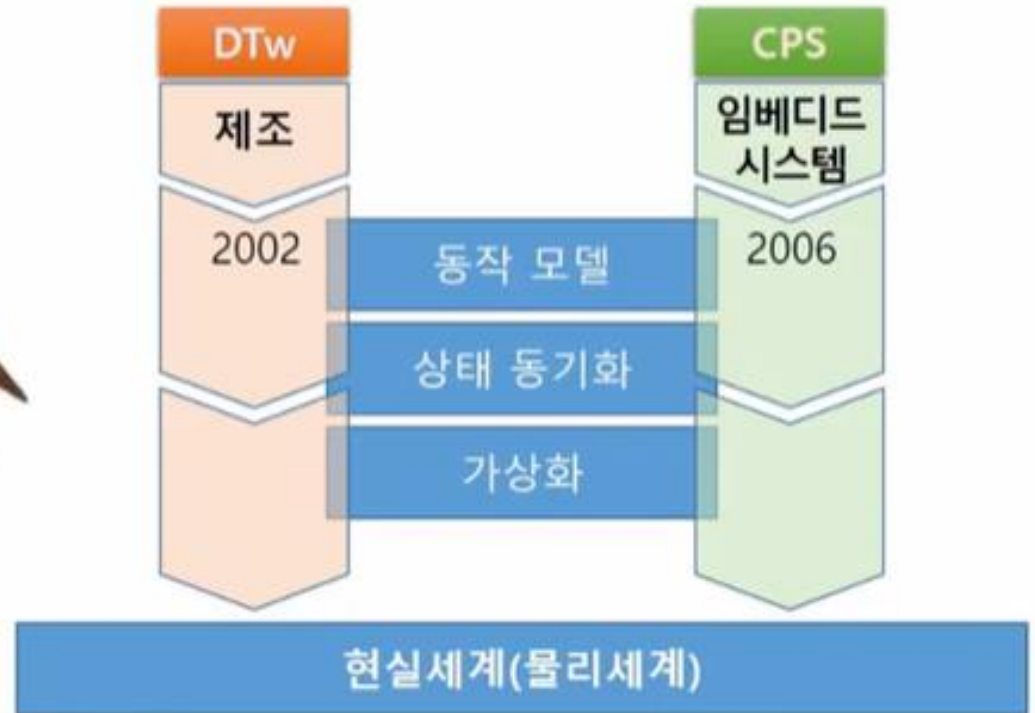 DTw
CPS
제조
임베디드
시스템
2002
2006
동작 모델
상태 동기화
가상화
현실세계(물리세계)